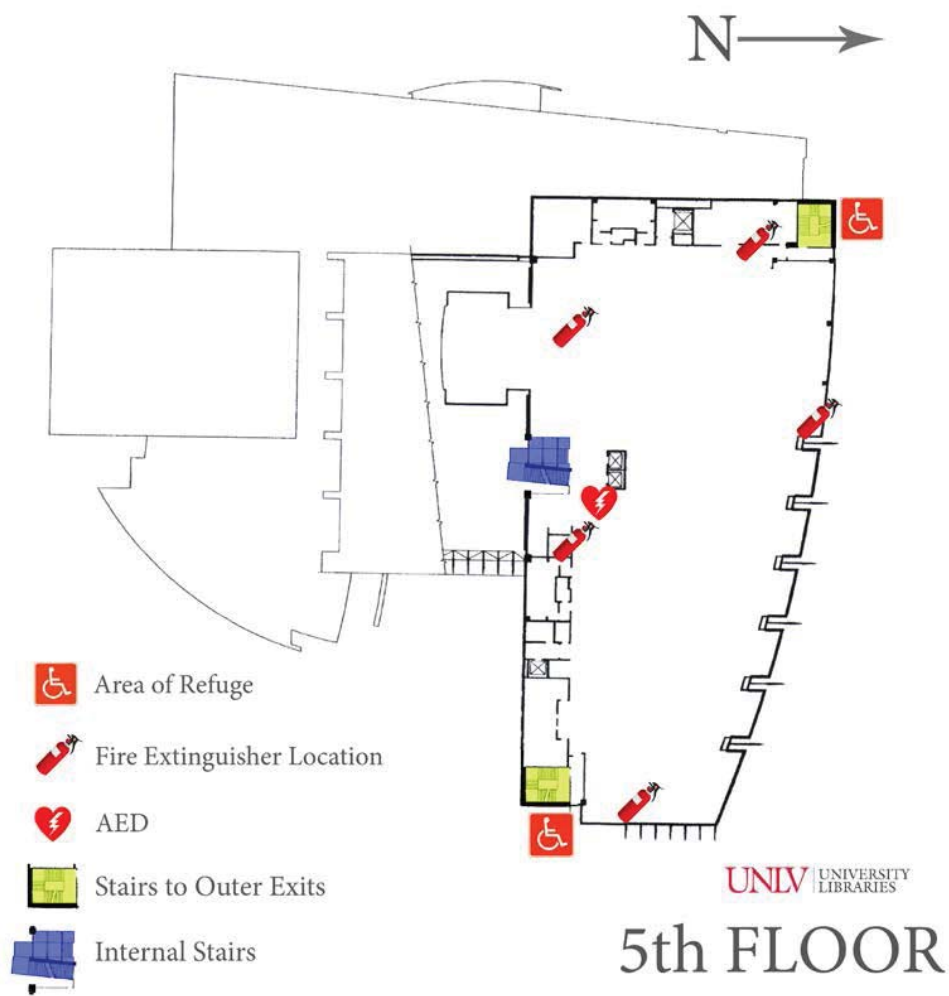 N
Area of Refuge
Fire Extinguisher Location
AED
Stairs to Outer Exits
Internal Stairs
UNLV
UNIVERSITY
LIBRARIES
5th FLOOR